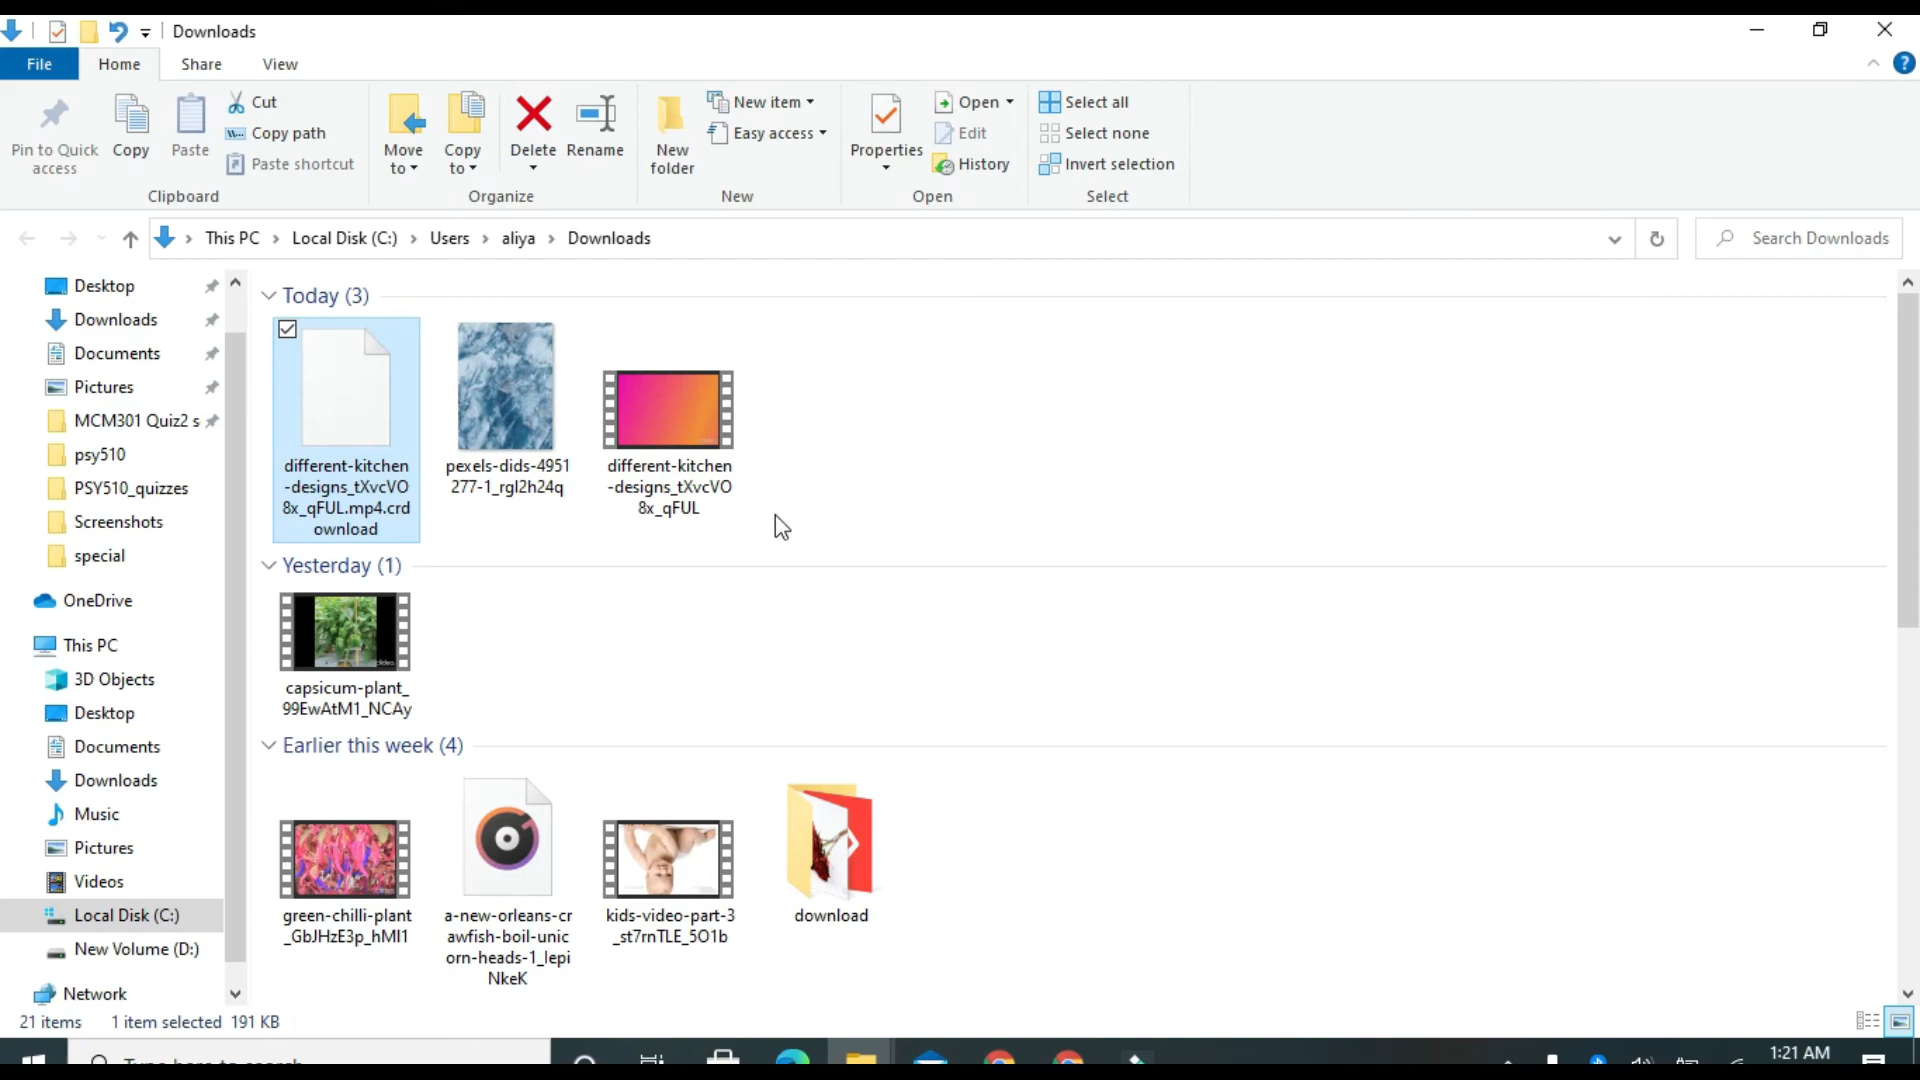 Downloads
File Home Share View
Pin to Quick access
Copy
Paste
Cut
Copy path
Paste shortcut
Clipboard
Move to
Copy to
Delete
Rename
Organize
New folder
New item
Easy access
New
Properties
Open
Edit
History
Open
Select all
Select none
Invert selection
Select
This PC > Local Disk (C:) > Users > aliya > Downloads
Search Downloads
Desktop
Downloads
Documents
Pictures
MCM301 Quiz2 s
psy510
PSY510_quizzes
Screenshots
special
OneDrive
This PC
3D Objects
Desktop
Documents
Downloads
Music
Pictures
Videos
Local Disk (C:)
New Volume (D:)
Network
Today (3)
different-kitchen
-designs_tXvcVO
8x_qFUL.mp4.crd
ownload
pexels-dids-4951
277-1_rgl2h24q
different-kitchen
-designs_tXvcVO
8x_qFUL
Yesterday (1)
capsicum-plant_
99EwAtM1_NCAy
Earlier this week (4)
green-chilli-plant
_GbJHzE3p_hMI1
a-new-orleans-cr
awfish-boil-unic
orn-heads-1_lepi
NkeK
kids-video-part-3
_st7rnTLE_5O1b
download
21 items 1 item selected 191 KB
Type here to search
1:21 AM